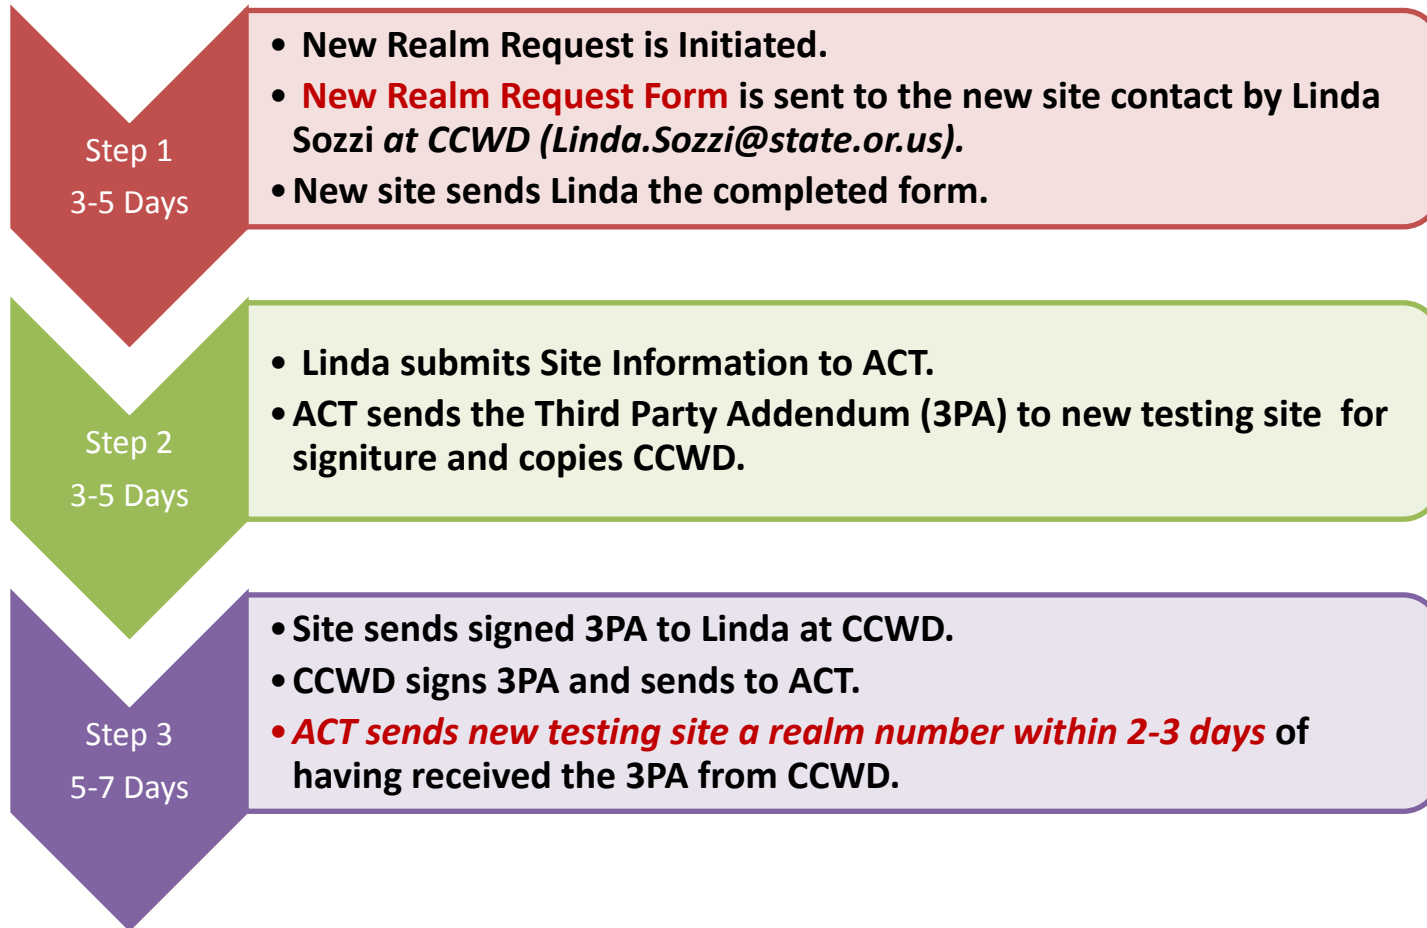 Step 1
3-5 Days
• New Realm Request is Initiated.
• New Realm Request Form is sent to the new site contact by Linda
Sozzi at CCWD (Linda.Sozzi@state.or.us).
• New site sends Linda the completed form.
Step 2
3-5 Days
• Linda submits Site Information to ACT.
• ACT sends the Third Party Addendum (3PA) to new testing site for
signiture and copies CCWD.
Step 3
5-7 Days
• Site sends signed 3PA to Linda at CCWD.
• CCWD signs 3PA and sends to ACT.
• ACT sends new testing site a realm number within 2-3 days of
having received the 3PA from CCWD.